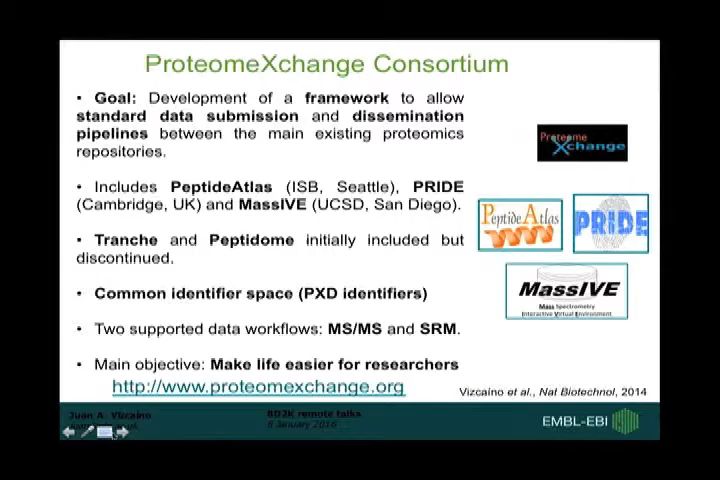 ProteomeXchange Consortium
• Goal: Development of a framework to allow
standard data submission and dissemination
pipelines between the main existing proteomics
repositories.
• Includes PeptideAtlas (ISB, Seattle), PRIDE
(Cambridge, UK) and MassIVE (UCSD, San Diego).
• Tranche and Peptidome initially included but
discontinued.
• Common identifier space (PXD identifiers)
• Two supported data workflows: MS/MS and SRM.
• Main objective: Make life easier for researchers
http://www.proteomexchange.org
Proteome
Xchange
PeptideAtlas
PRIDE
MassIVE
Mass Spectrometry
Interactive Virtual Environment
Vizcaino et al., Nat Biotechnol, 2014
Juan A. Vizcaíno
BD2K remote talks
January 2016
EMBL-EBI